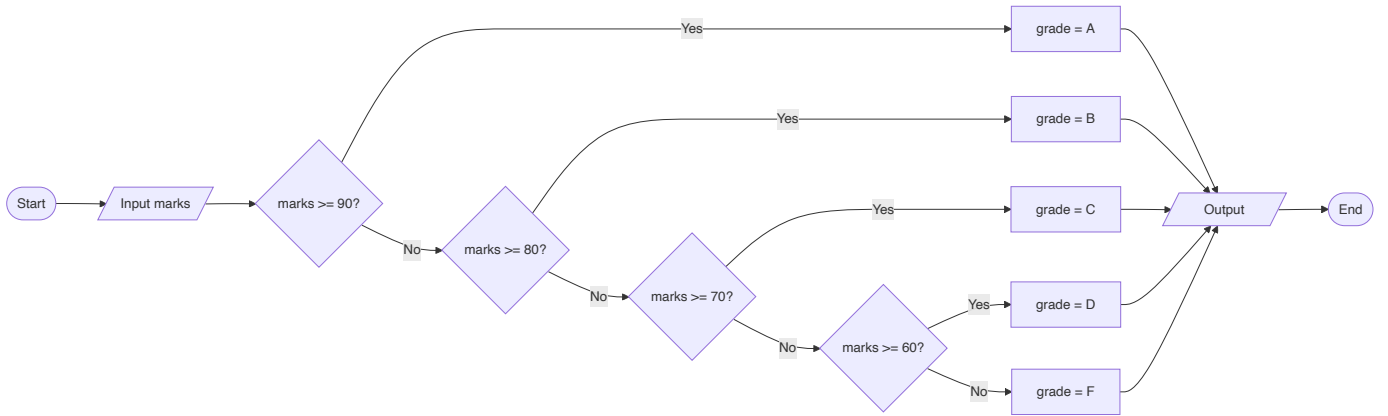 Start
Input marks
marks >= 90?
Yes
grade = A
No
marks >= 80?
Yes
grade = B
No
marks >= 70?
Yes
grade = C
No
marks >= 60?
Yes
grade = D
No
grade = F
Output
End